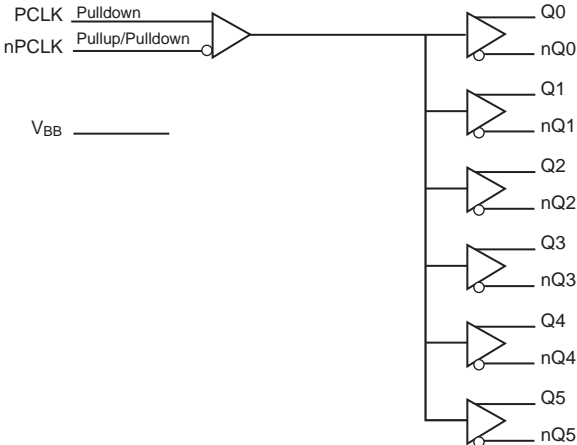 PCLK Pulldown
nPCLK Pullup/Pulldown
VBB
Q0
nQ0
Q1
nQ1
Q2
nQ2
Q3
nQ3
Q4
nQ4
Q5
nQ5